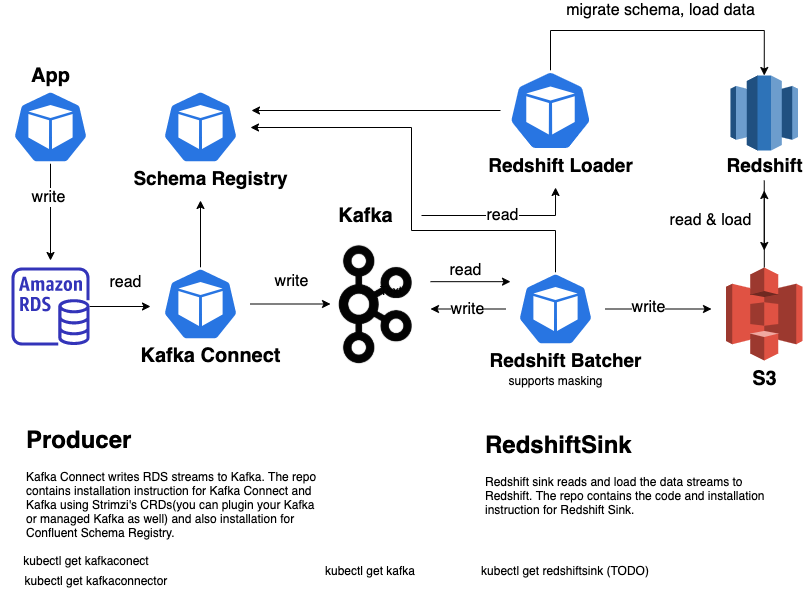 migrate schema, load data
App
Schema Registry
Redshift Loader
Redshift
write
Kafka
read
read & load
Amazon
RDS
read
write
read
write
write
Kafka Connect
Redshift Batcher
supports masking
S3
Producer
Kafka Connect writes RDS streams to Kafka. The repo
contains installation instruction for Kafka Connect and
Kafka using Strimzi's CRDs(you can plugin your Kafka
or managed Kafka as well) and also installation for
Confluent Schema Registry.
kubectl get kafkaconect
kubectl get kafkaconnector
kubectl get kafka
RedshiftSink
Redshift sink reads and load the data streams to
Redshift. The repo contains the code and installation
instruction for Redshift Sink.
kubectl get redshiftsink (TODO)